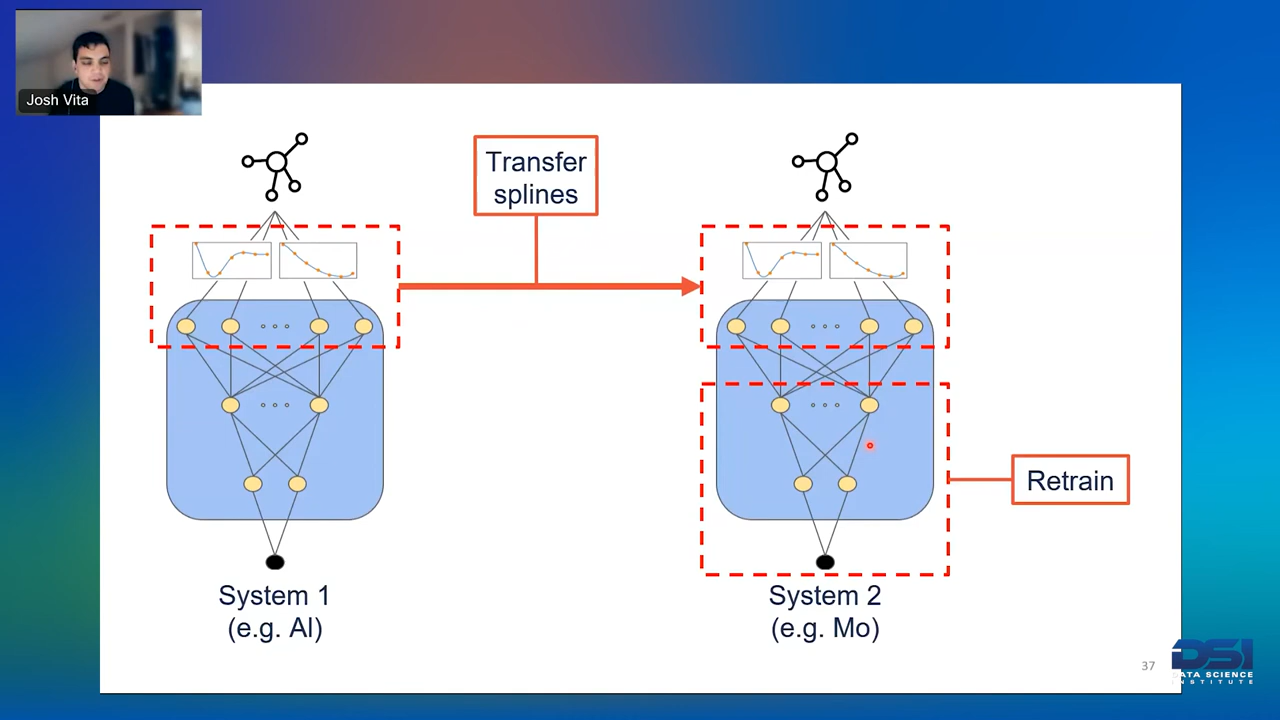 Josh Vita
Transfer
splines
Retrain
System 1
(e.g. Al)
System 2
(e.g. Mo)
37
DSI
DATA SCIENCE
INSTITUTE